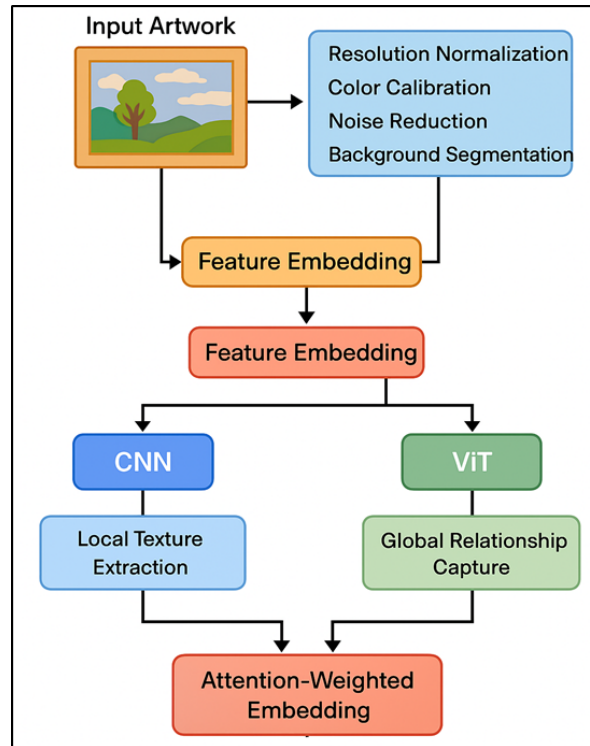 Input Artwork
Resolution Normalization
Color Calibration
Noise Reduction
Background Segmentation
Feature Embedding
Feature Embedding
CNN
ViT
Local Texture
Extraction
Global Relationship
Capture
Attention-Weighted
Embedding